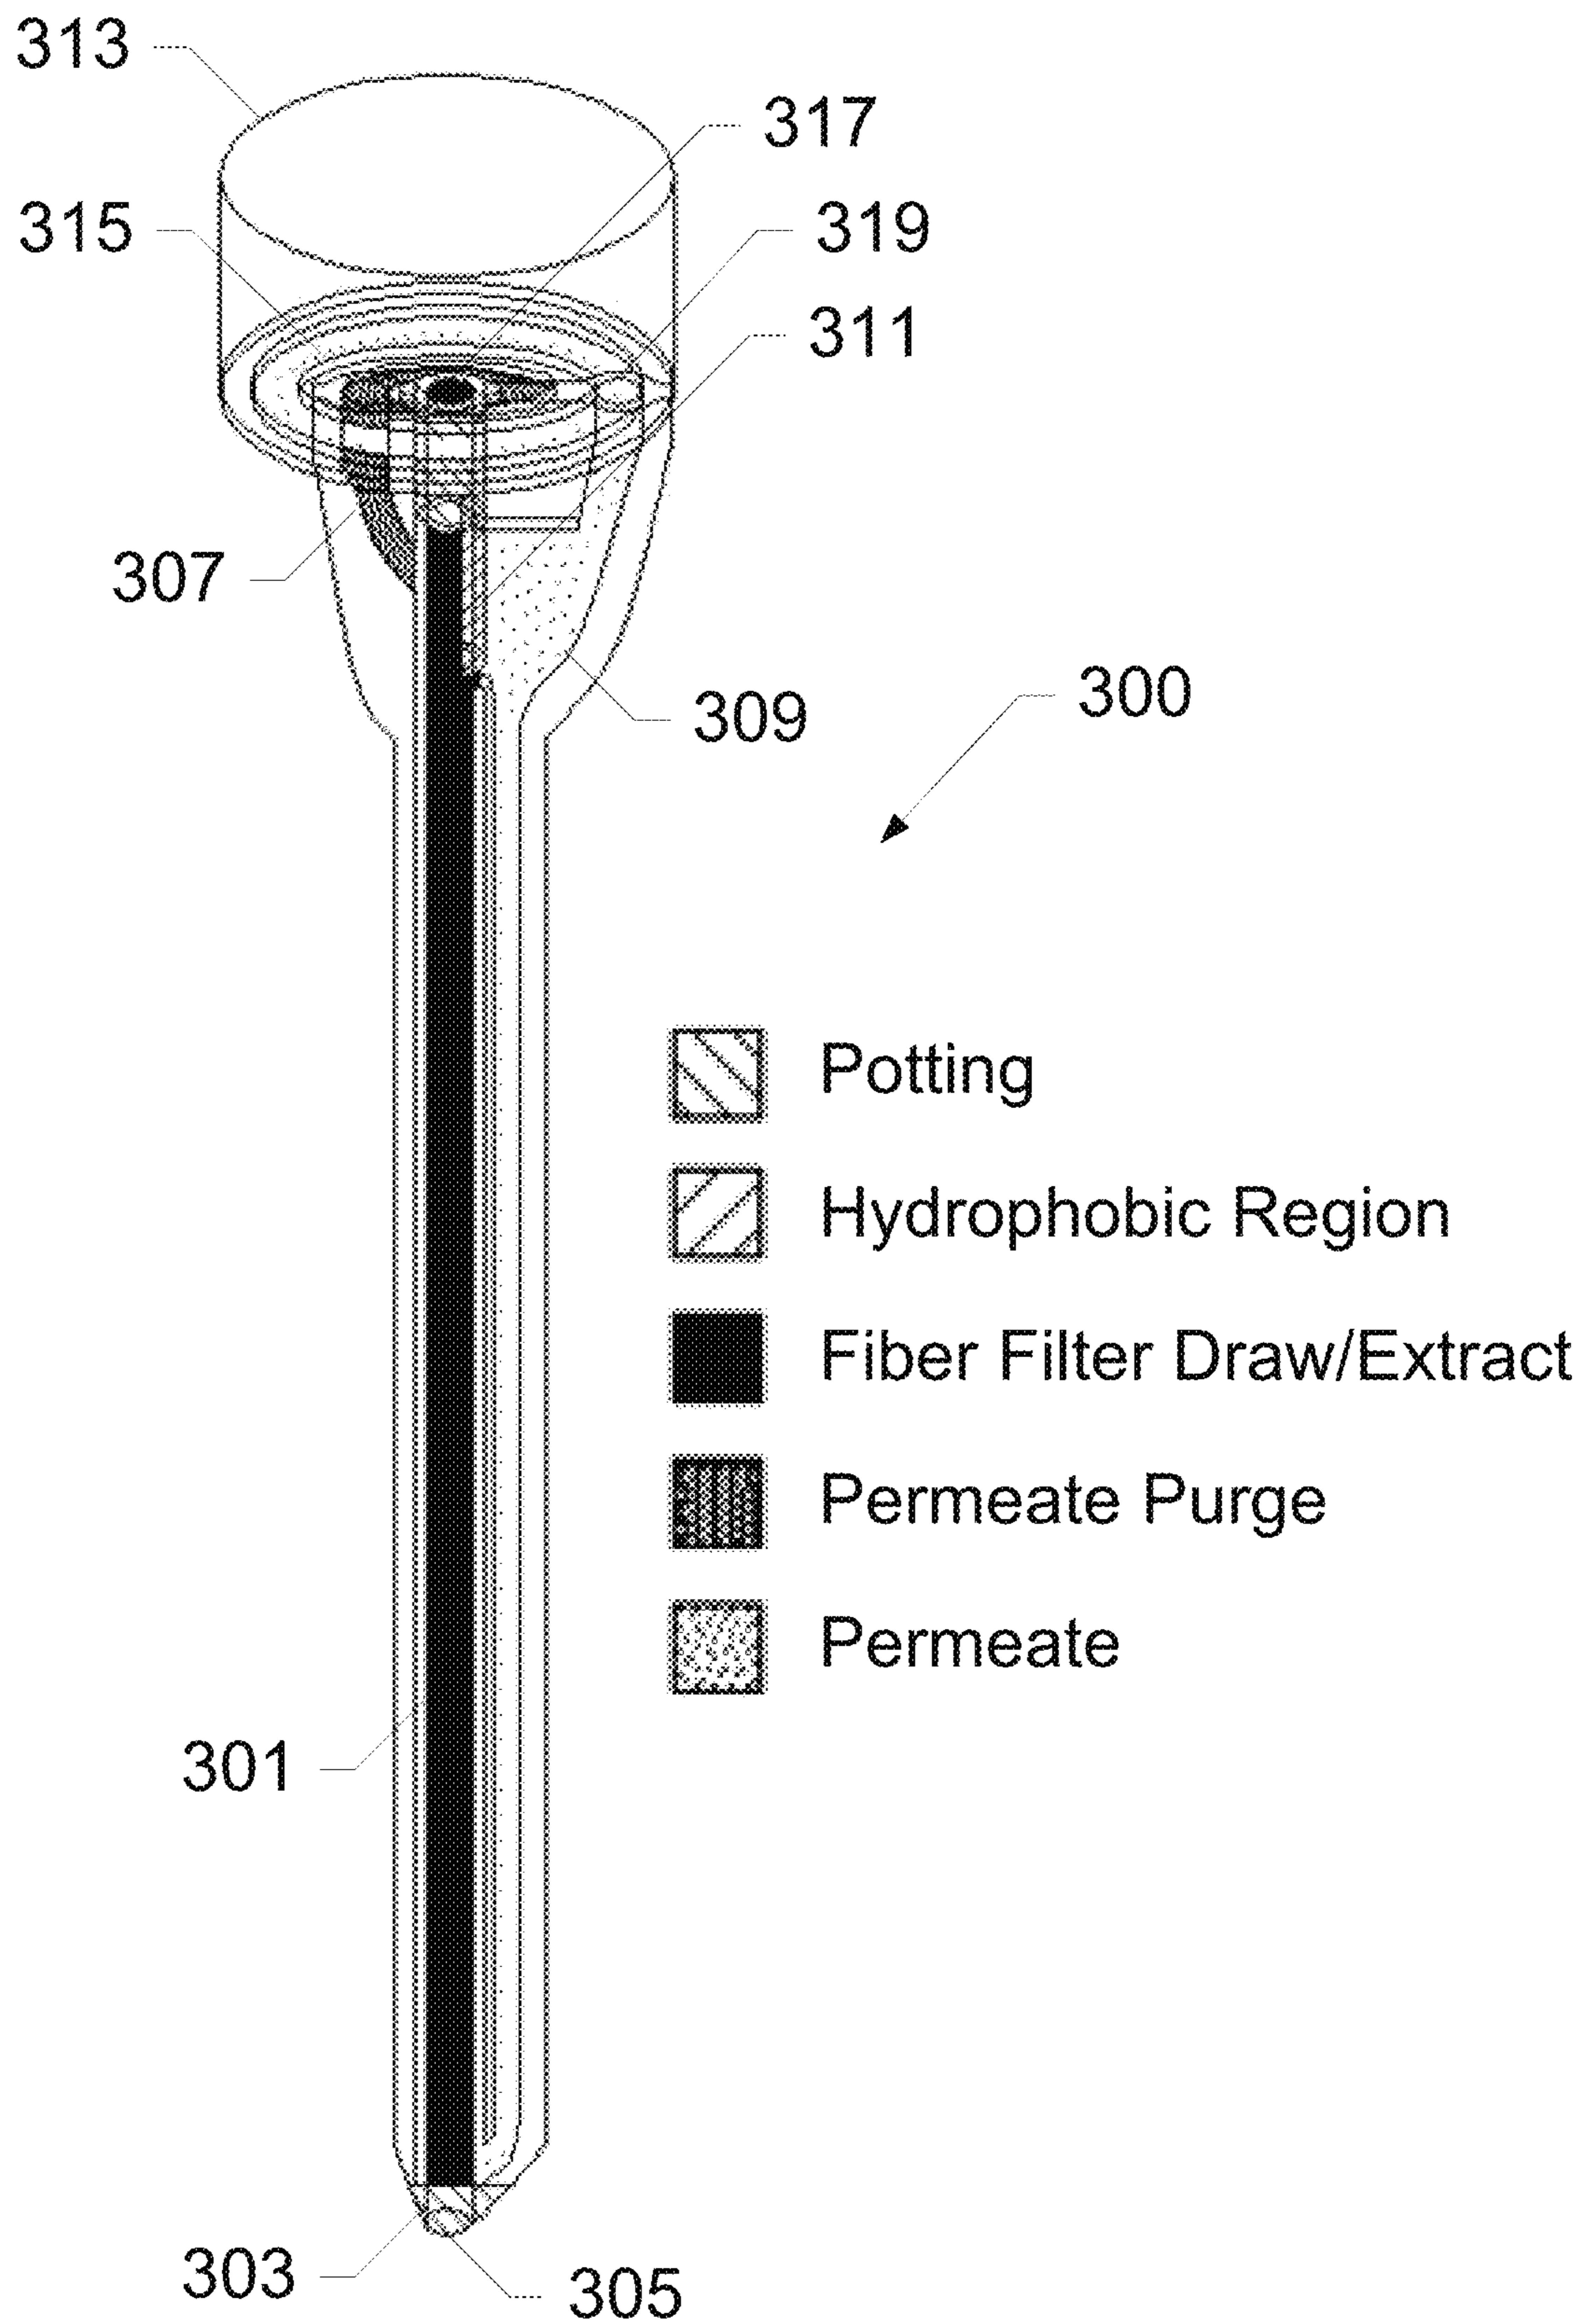 313
317
315
319
311
307
300
309
Potting
Hydrophobic Region
Fiber Filter Draw/Extract
Permeate Purge
Permeate
301
303
305